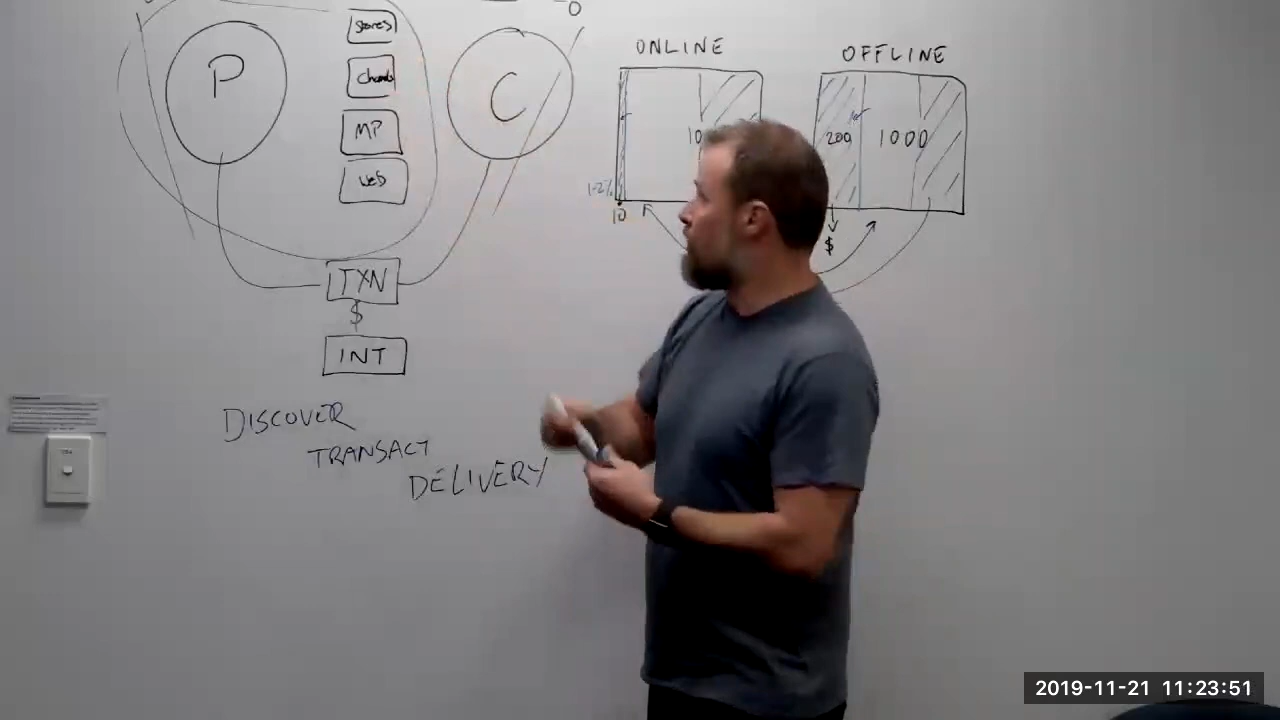 ONLINE
OFFLINE
P
Stores
MP
Web
C
10
200
1000
1-2%
10
$
TXN
$
INT
DISCOVER
TRANSACT
DELIVERY
2019-11-21 11:23:51